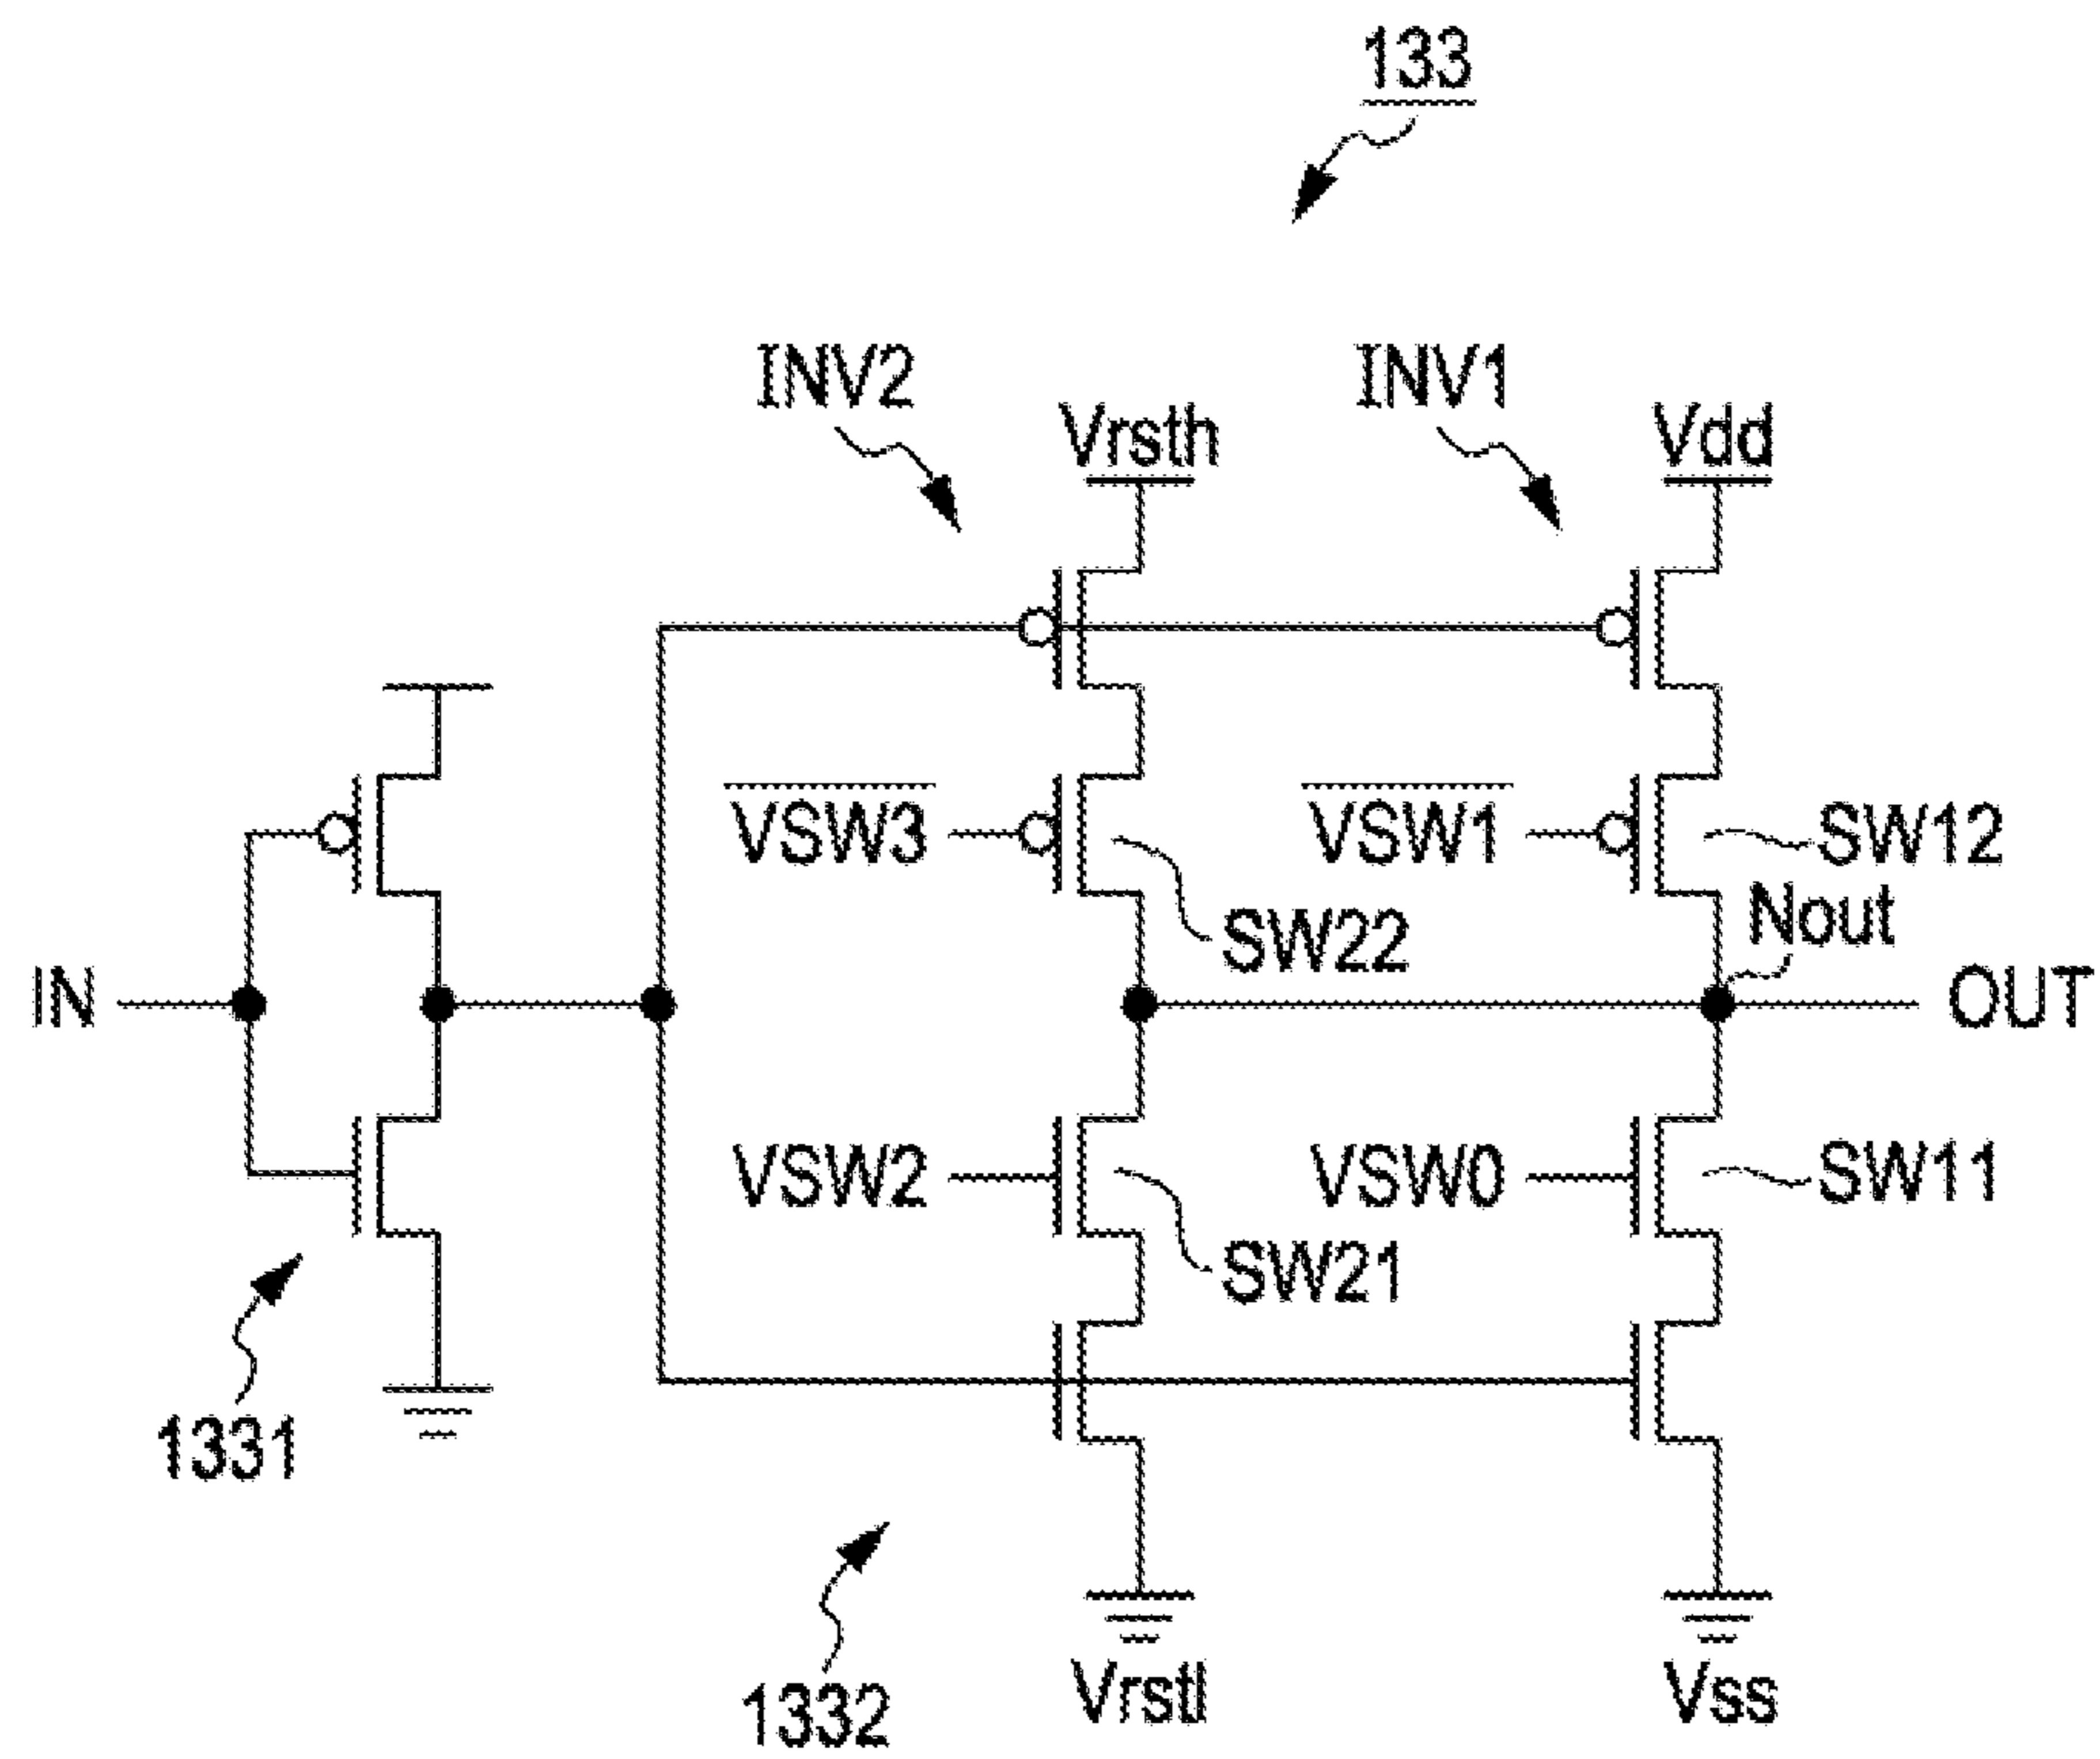 133
INV2
INV1
Vrsth
Vdd
VSW3
VSW1
SW12
Nout
SW22
IN
OUT
VSW2
VSW0
SW11
SW21
1331
1332
Vrstl
Vss